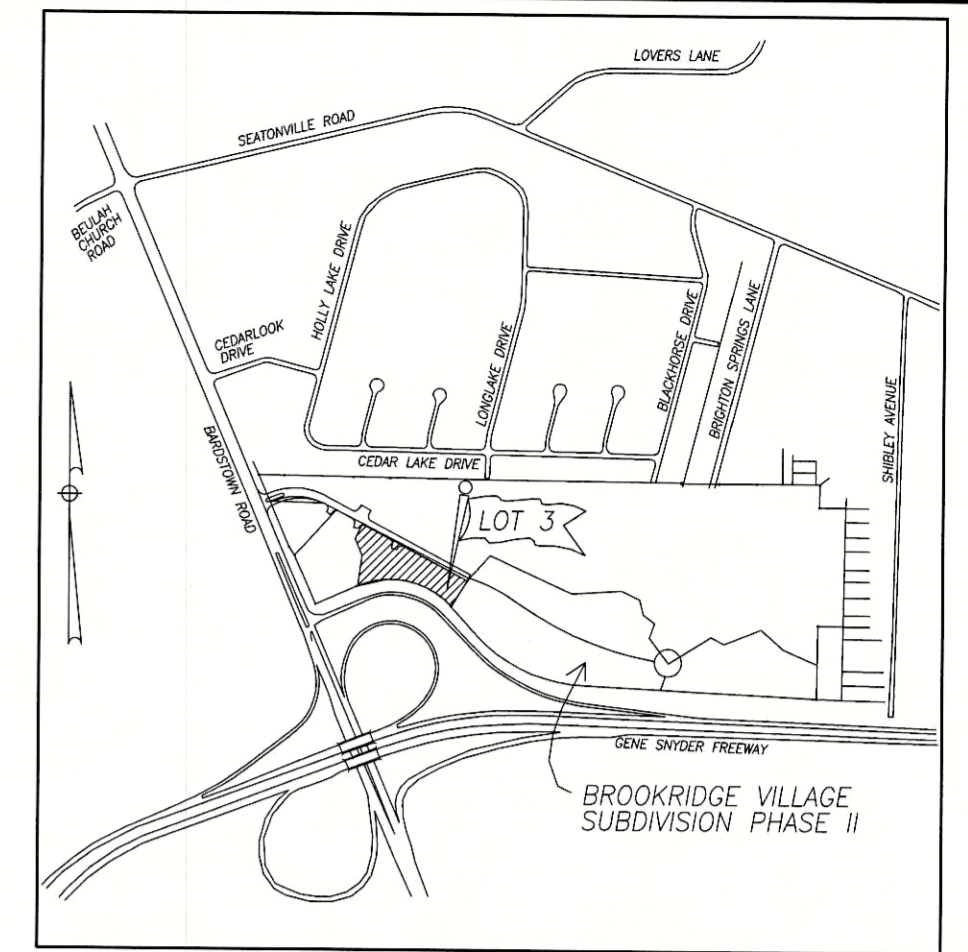 LOVERS LANE
SEATONVILLE ROAD
BEULAH
CHURCH
ROAD
HOLLY LAKE DRIVE
CEDARLOOK
DRIVE
LONGLAKE DRIVE
BLACKHORSE DRIVE
BRIGHTON SPRINGS LANE
SHIBLEY AVENUE
BARDSTOWN ROAD
CEDAR LAKE DRIVE
LOT 3
GENE SNYDER FREEWAY
BROOKRIDGE VILLAGE
SUBDIVISION PHASE II